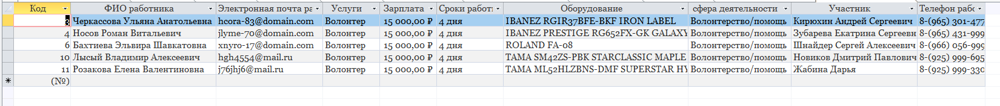 Код ФИО работника Электронная почта ра Услуги Зарплата Сроки работ Оборудование сфера деятельности Участник Телефон рабо
3 Черкассова Ульяна Анатольевна hcora-83@domain.com Волонтер 15 000,00 ₽ 4 дня IBANEZ RGIR37BFE-BKF IRON LABEL Волонтерство/помощь Кирюхин Андрей Сергеевич 8-(965) 301-477
4 Носов Роман Витальевич jlyme-70@domain.com Волонтер 15 000,00 ₽ 4 дня IBANEZ PRESTIGE RG652FX-GK GALAXY Волонтерство/помощь Зубарева Екатрина Сергеевн 8-(965) 431-999
6 Бахтиева Эльвира Шавкатовна xnyro-17@domain.com Волонтер 15 000,00 ₽ 4 дня ROLAND FA-08 Волонтерство/помощь Шнайдер Сергей Алексеевич 8-(966) 056-999
10 Лысый Владимир Алексеевич hgh4554@mail.ru Волонтер 15 000,00 ₽ 4 дня TAMA SM42ZS-PBK STARCLASSIC MAPLE Волонтерство/помощь Новиков Дмитрий Павлович 8-(925) 999-695
11 Розакова Елена Валентиновна j76jhj6@mail.ru Волонтер 15 000,00 ₽ 4 дня TAMA ML52HLZBNS-DMF SUPERSTAR HY Волонтерство/помощь Жабина Дарья 8-(925) 999-330
(№)